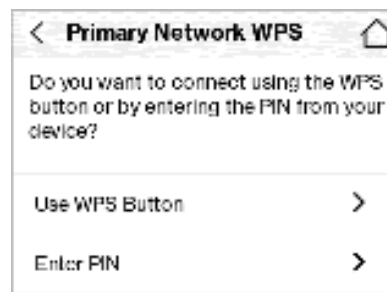 Primary Network WPS
Do you want to connect using the WPS
button or by entering the PIN from your
device?
Use WPS Button
Enter PIN